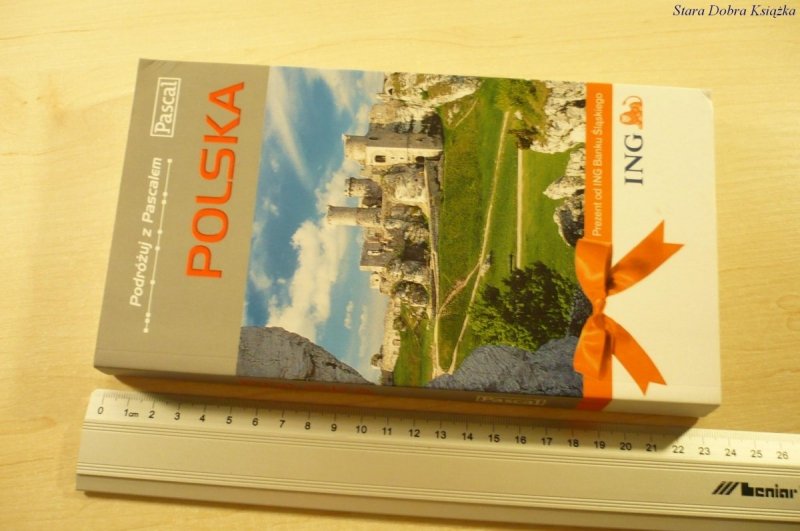 Stara Dobra Książka
Podróżuj z Pascalem
Pascal
POLSKA
Prezent od ING Banku Śląskiego
ING
Pascal
0 1cm 2 3 4 5 6 7 8 9 10 11 12 13 14 15 16 17 18 19 20 21 22 23 24 25 26
leniar